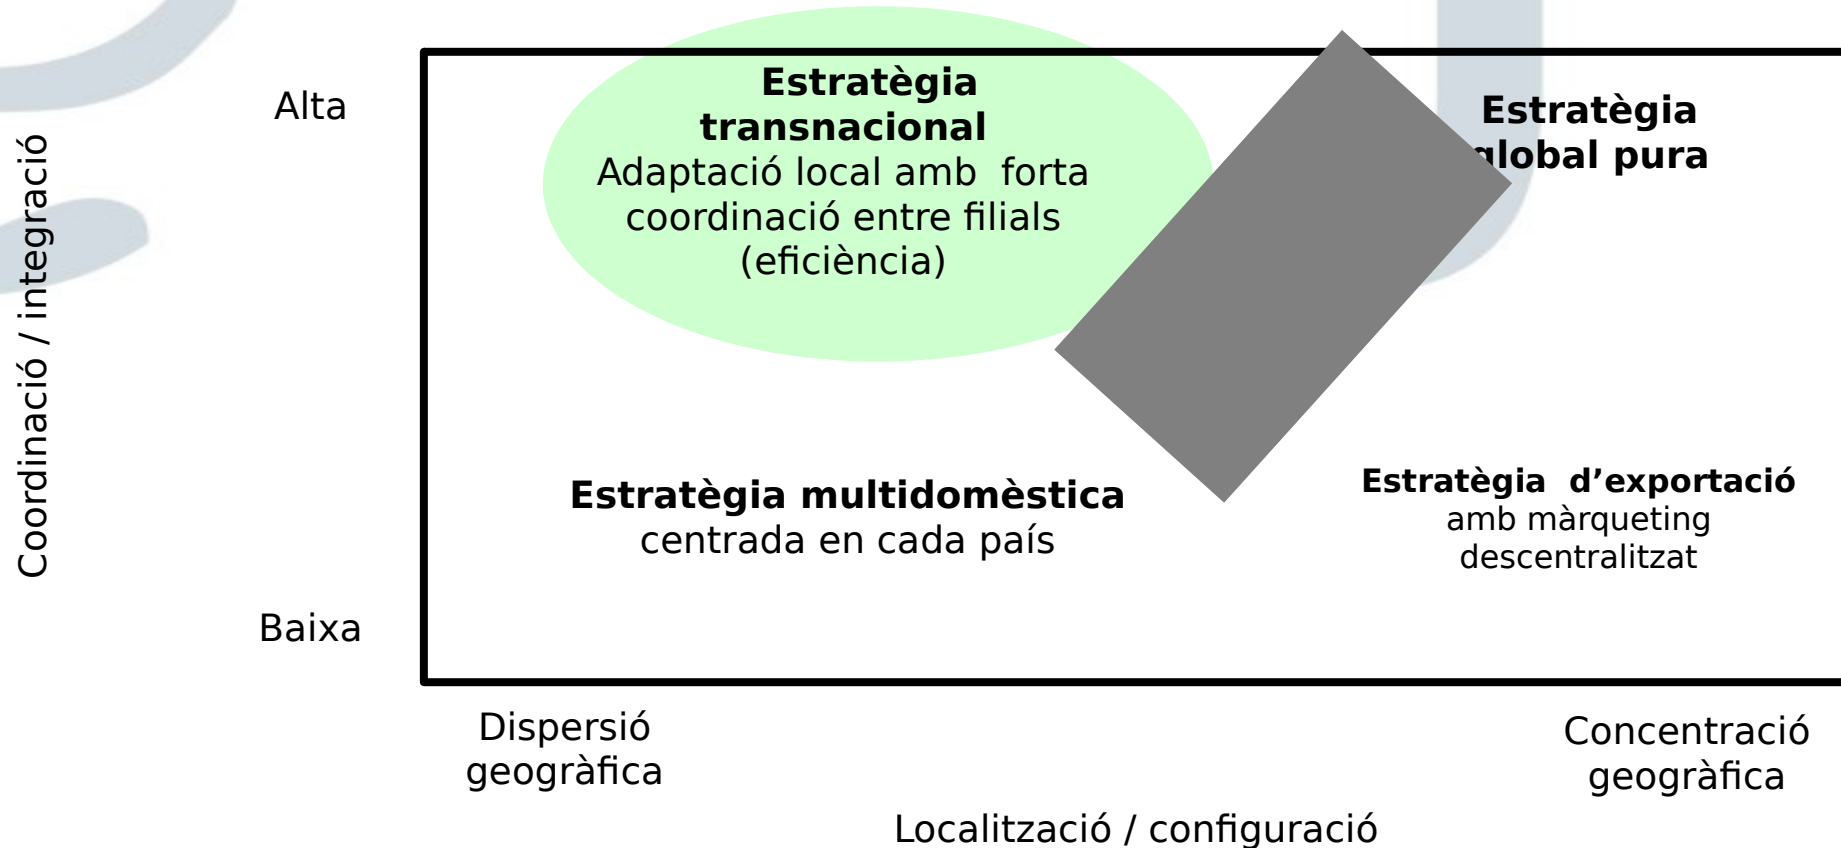 Coordinació / integració
Alta
Estratègia
transnacional
Adaptació local amb  forta
coordinació entre filials
(eficiència)
Estratègia
global pura
Estratègia multidomèstica
centrada en cada país
Estratègia  d’exportació
amb màrqueting
descentralitzat
Baixa
Dispersió
geogràfica
Concentració
geogràfica
Localització / configuració